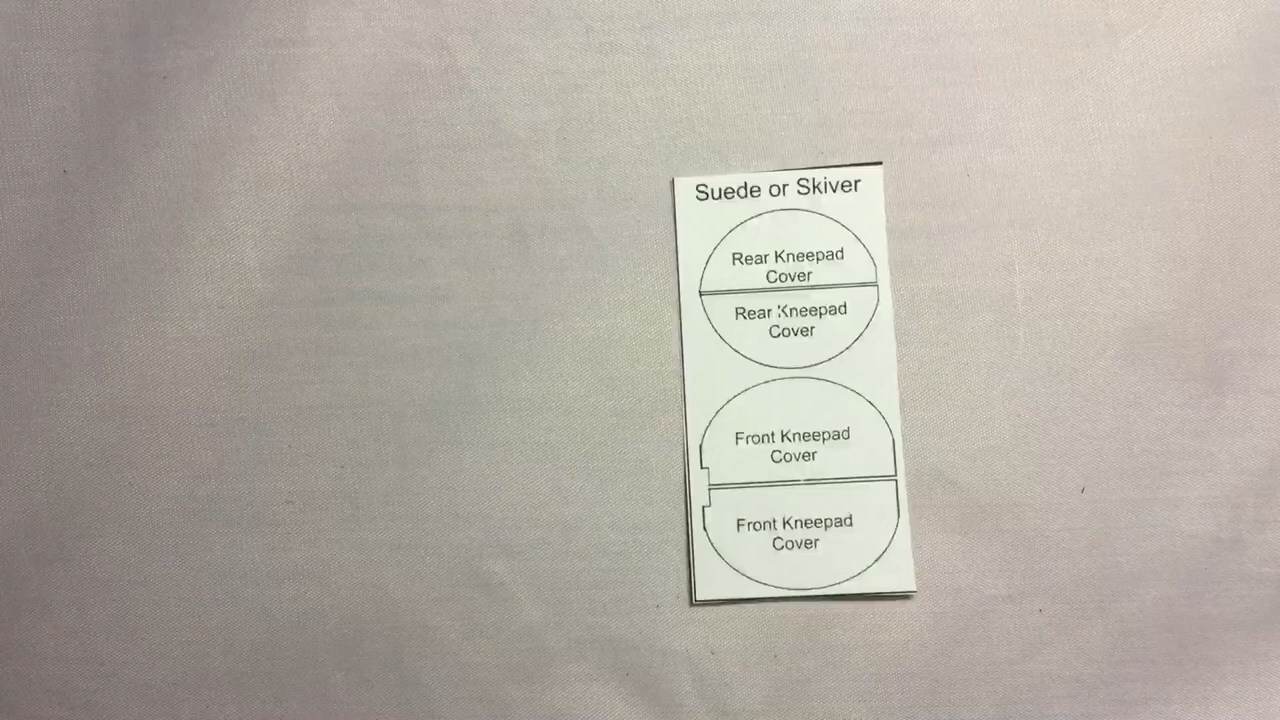 Suede or Skiver
Rear Kneepad
Cover
Rear Kneepad
Cover
Front Kneepad
Cover
Front Kneepad
Cover